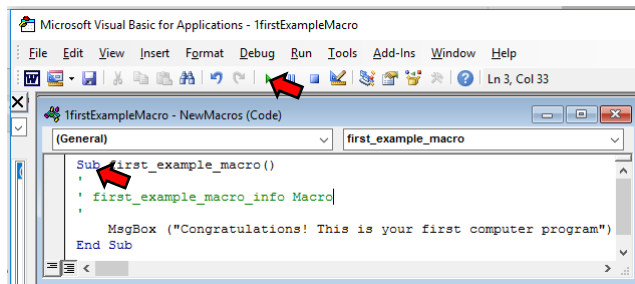 Microsoft Visual Basic for Applications - 1firstExampleMacro
File Edit View Insert Format Debug Run Tools Add-Ins Window Help
Ln 3, Col 33
1firstExampleMacro - NewMacros (Code)
(General) first_example_macro
Sub first_example_macro()
'
' first_example_macro_info Macro
'
MsgBox ("Congratulations! This is your first computer program")
End Sub